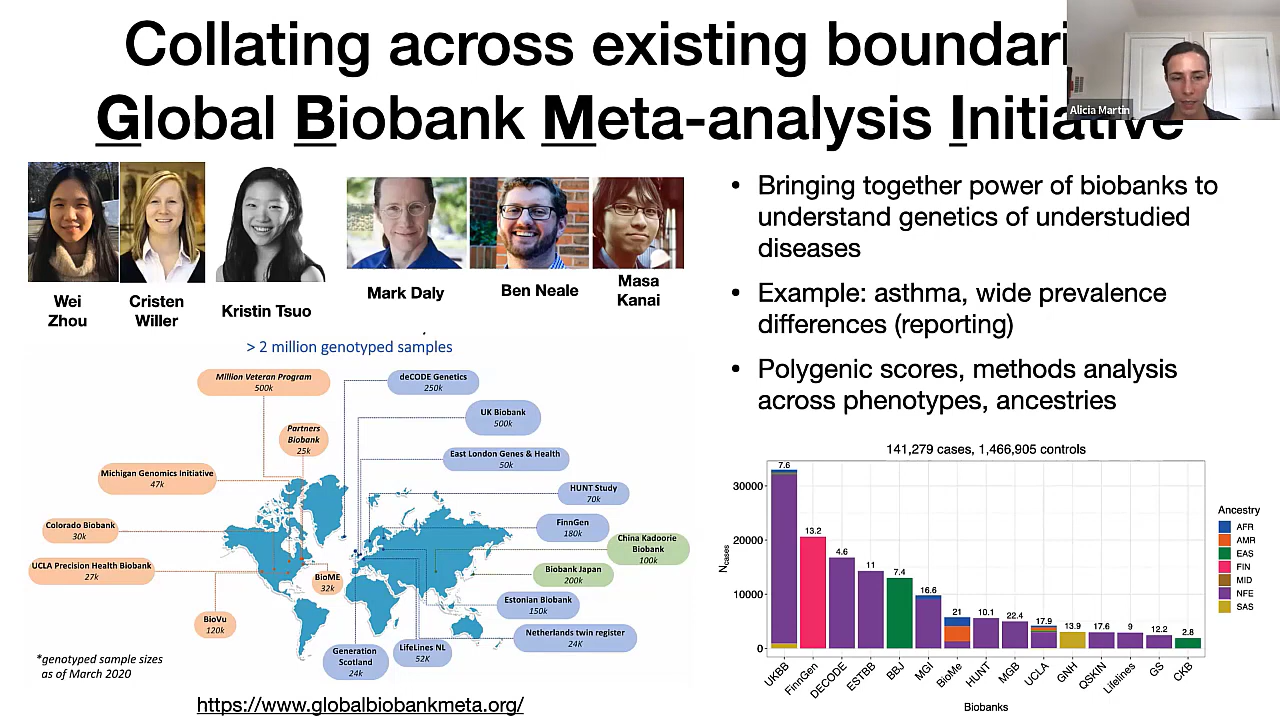 Collating across existing boundari
Global Biobank Meta-analysis Initiative
Alicia Martin
Wei
Zhou
Cristen
Willer
Kristin Tsuo
Mark Daly
Ben Neale
Masa
Kanai
• Bringing together power of biobanks to
understand genetics of understudied
diseases
• Example: asthma, wide prevalence
differences (reporting)
• Polygenic scores, methods analysis
across phenotypes, ancestries
> 2 million genotyped samples
Million Veteran Program
500k
deCODE Genetics
250k
UK Biobank
500k
Partners
Biobank
25k
East London Genes & Health
50k
Michigan Genomics Initiative
47k
HUNT Study
70k
FinnGen
180k
Colorado Biobank
30k
China Kadoorie
Biobank
100k
UCLA Precision Health Biobank
27k
BioME
32k
Biobank Japan
200k
Estonian Biobank
150k
BioVu
120k
Netherlands twin register
24K
Generation
Scotland
24k
LifeLines NL
52K
*genotyped sample sizes
as of March 2020
https://www.globalbiobankmeta.org/
141,279 cases, 1,466,905 controls
Ncases
30000
20000
10000
0
7.6
13.2
4.6
11
7.4
16.6
21
10.1
22.4
17.9
13.9
17.6
9
12.2
2.8
UKBB
FinnGen
DECODE
ESTBB
BBJ
MGI
BioMe
HUNT
MGB
UCLA
GNH
QSKIN
Lifelines
GS
CKB
Biobanks
Ancestry
AFR
AMR
EAS
FIN
MID
NFE
SAS